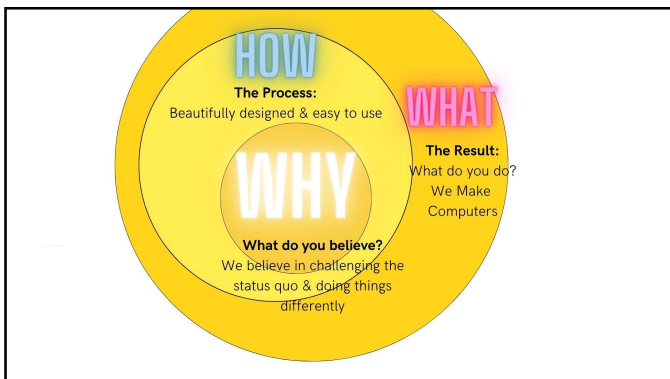 HOW
The Process:
Beautifully designed & easy to use
WHAT
The Result:
What do you do?
We Make
Computers
WHY
What do you believe?
We believe in challenging the
status quo & doing things
differently